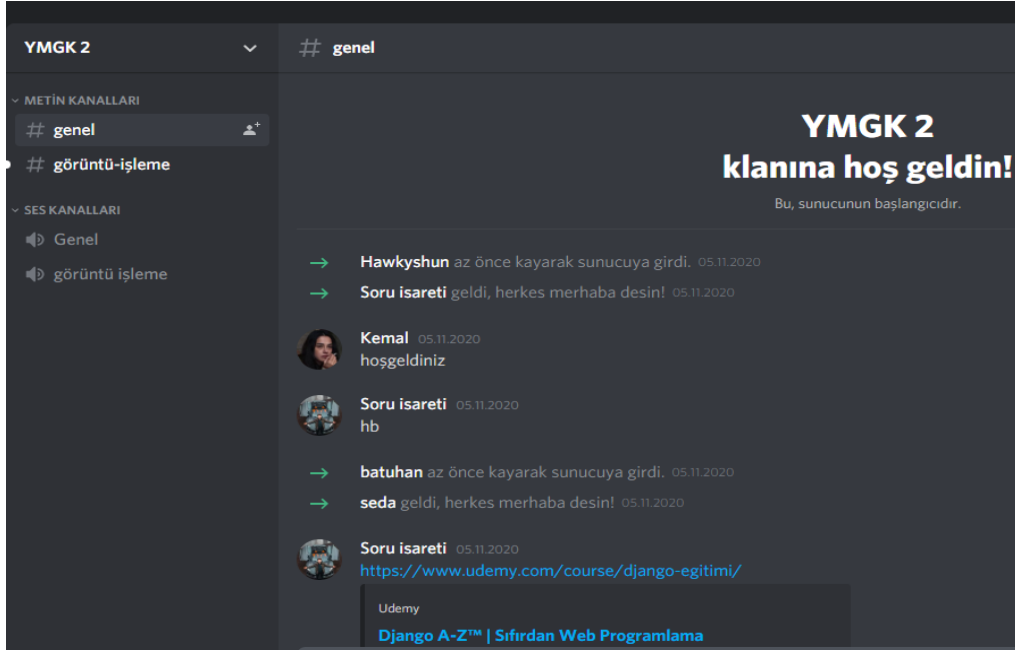 YMGK 2
METİN KANALLARI
# genel
# görüntü-işleme
SES KANALLARI
Genel
görüntü işleme
# genel
YMGK 2
klanına hoş geldin!
Bu, sunucunun başlangıcıdır.
Hawkyshun az önce kayarak sunucuya girdi. 05.11.2020
Soru isareti geldi, herkes merhaba desin! 05.11.2020
Kemal 05.11.2020
hoşgeldiniz
Soru isareti 05.11.2020
hb
batuhan az önce kayarak sunucuya girdi. 05.11.2020
seda geldi, herkes merhaba desin! 05.11.2020
Soru isareti 05.11.2020
https://www.udemy.com/course/django-egitimi/
Udemy
Django A-Z™ | Sıfırdan Web Programlama